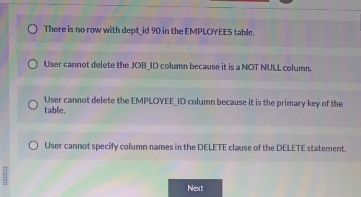 There is no row with dept_id 90 in the EMPLOYEES table.
User cannot delete the JOB_ID column because it is a NOT NULL column.
User cannot delete the EMPLOYEE_ID column because it is the primary key of the
table.
User cannot specify column names in the DELETE clause of the DELETE statement.
Next